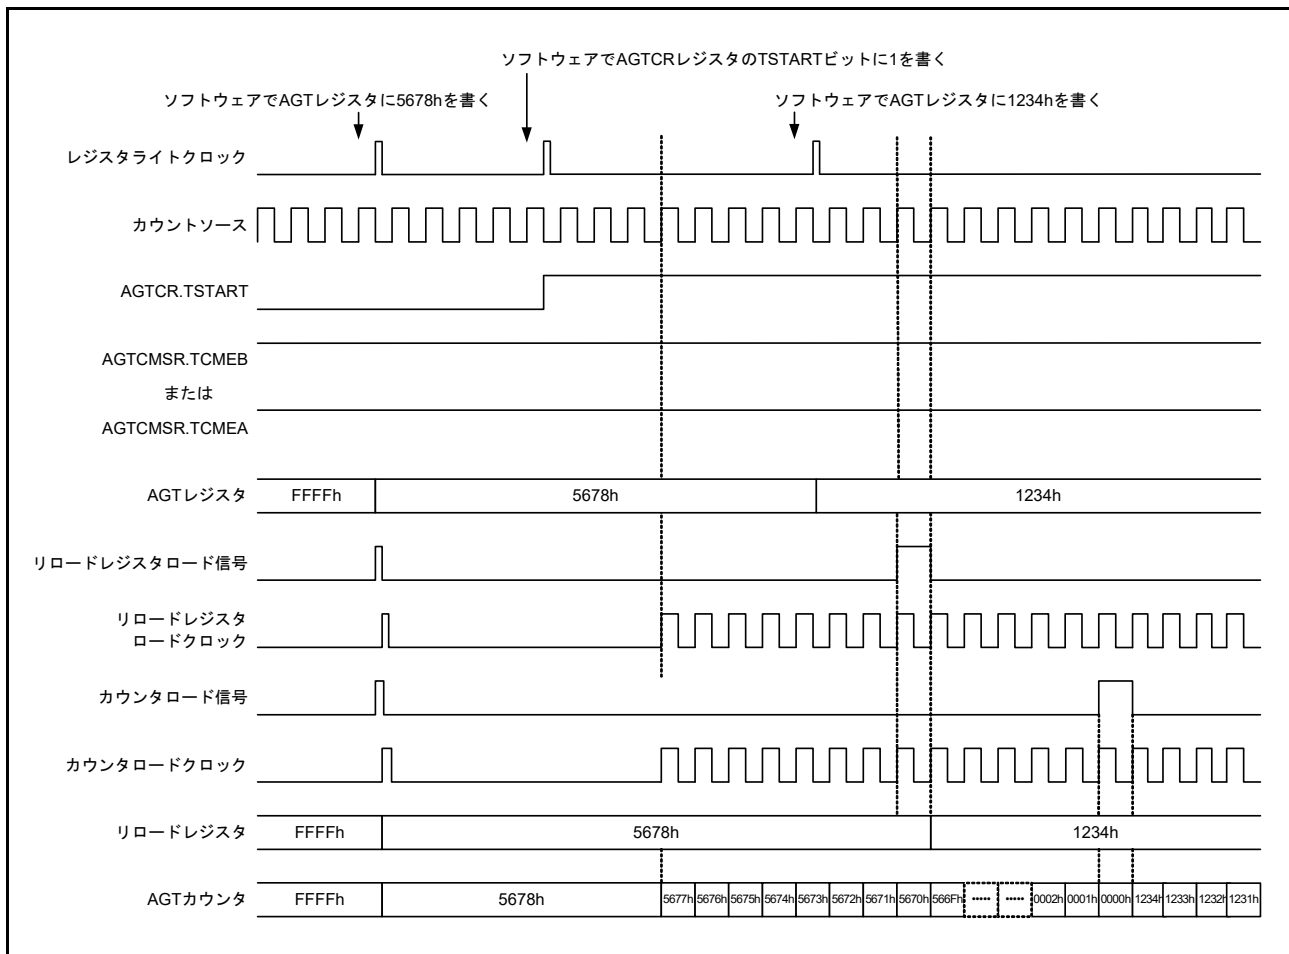 ソフトウェアでAGTCRレジスタのTSTARTビットに1を書く
ソフトウェアでAGTレジスタに5678hを書く
ソフトウェアでAGTレジスタに1234hを書く
レジスタライトクロック
カウントソース
AGTCR.TSTART
AGTCMSR.TCMEB
または
AGTCMSR.TCMEA
AGTレジスタ FFFFh 5678h 1234h
リロードレジスタロード信号
リロードレジスタ
ロードクロック
カウンタロード信号
カウンタロードクロック
リロードレジスタ FFFFh 5678h 1234h
AGTカウンタ FFFFh 5678h 5677h 5676h 5675h 5674h 5673h 5672h 5671h 5670h 566Fh ····· ····· 0002h 0001h 0000h 1234h 1233h 1232h 1231h